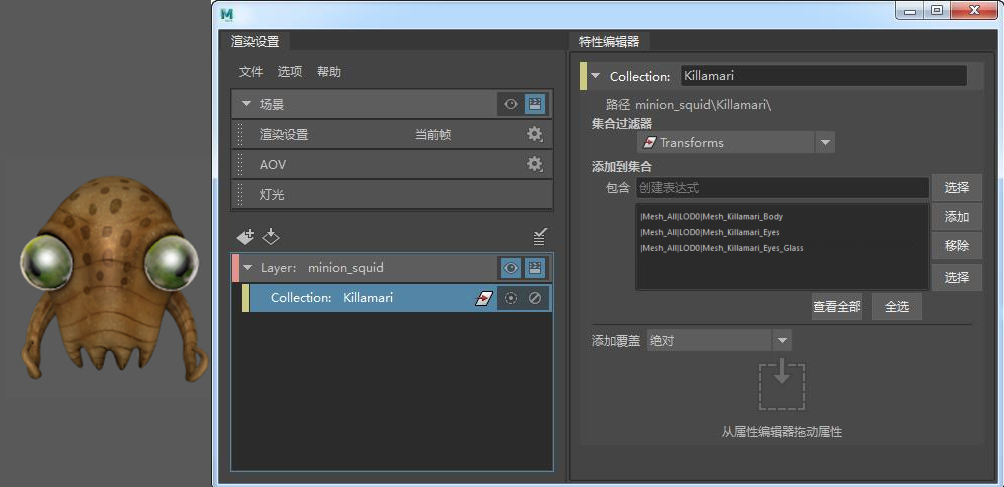 渲染设置
文件 选项 帮助
场景
渲染设置 当前帧
AOV
灯光
Layer: minion_squid
Collection: Killamari
特性编辑器
Collection: Killamari
路径 minion_squid\Killamari\
集合过滤器
Transforms
添加到集合
包含 创建表达式 选择
|Mesh_All|LOD0|Mesh_Killamari_Body
|Mesh_All|LOD0|Mesh_Killamari_Eyes
|Mesh_All|LOD0|Mesh_Killamari_Eyes_Glass
添加
移除
选择
查看全部 全选
添加覆盖 绝对
从属性编辑器拖动属性